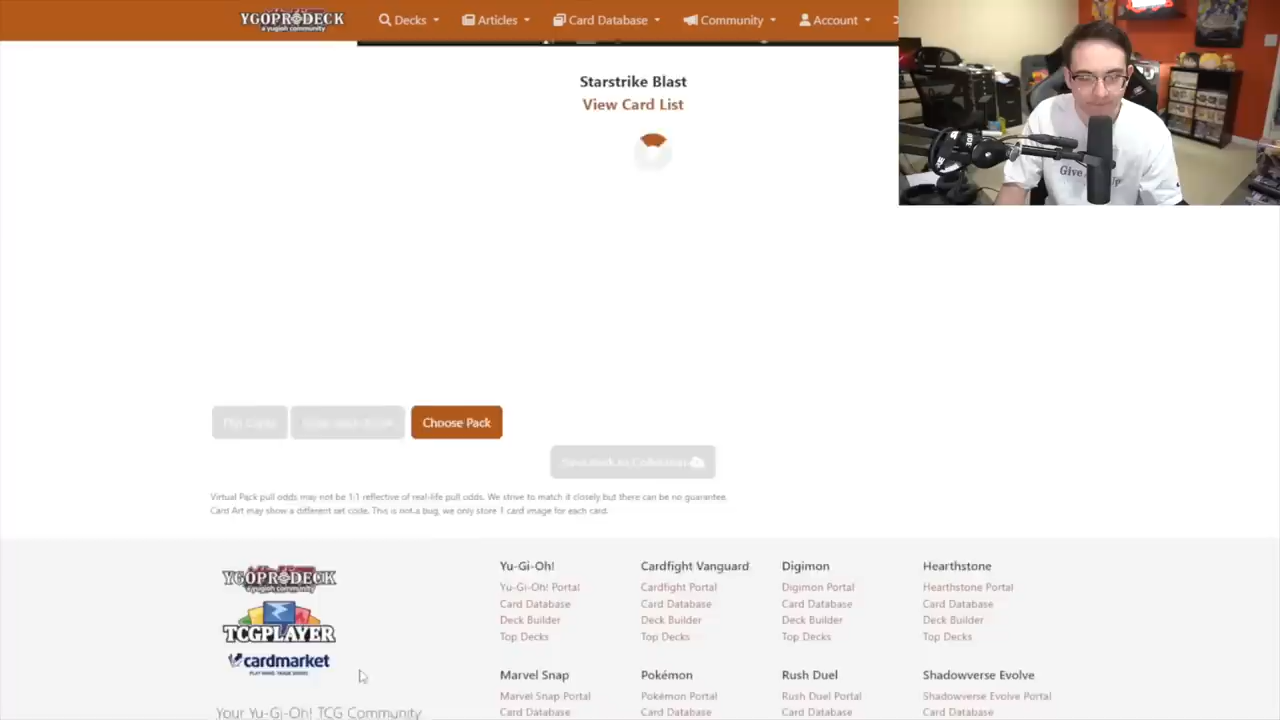 YGOPRODECK
a yugioh community
Decks
Articles
Card Database
Community
Account
Starstrike Blast
View Card List
Choose Pack
Virtual Pack pull odds may not be 1:1 reflective of real-life pull odds. We strive to match it closely but there can be no guarantee.
Card Art may show a different set code. This is not a bug, we only store 1 card image for each card.
YGOPRODECK
a yugioh community
TCGPLAYER
cardmarket
Your Yu-Gi-Oh! TCG Community
Yu-Gi-Oh!
Yu-Gi-Oh! Portal
Card Database
Deck Builder
Top Decks
Cardfight Vanguard
Cardfight Portal
Card Database
Deck Builder
Top Decks
Digimon
Digimon Portal
Card Database
Deck Builder
Top Decks
Hearthstone
Hearthstone Portal
Card Database
Deck Builder
Top Decks
Marvel Snap
Marvel Snap Portal
Card Database
Pokémon
Pokémon Portal
Card Database
Rush Duel
Rush Duel Portal
Card Database
Shadowverse Evolve
Shadowverse Evolve Portal
Card Database